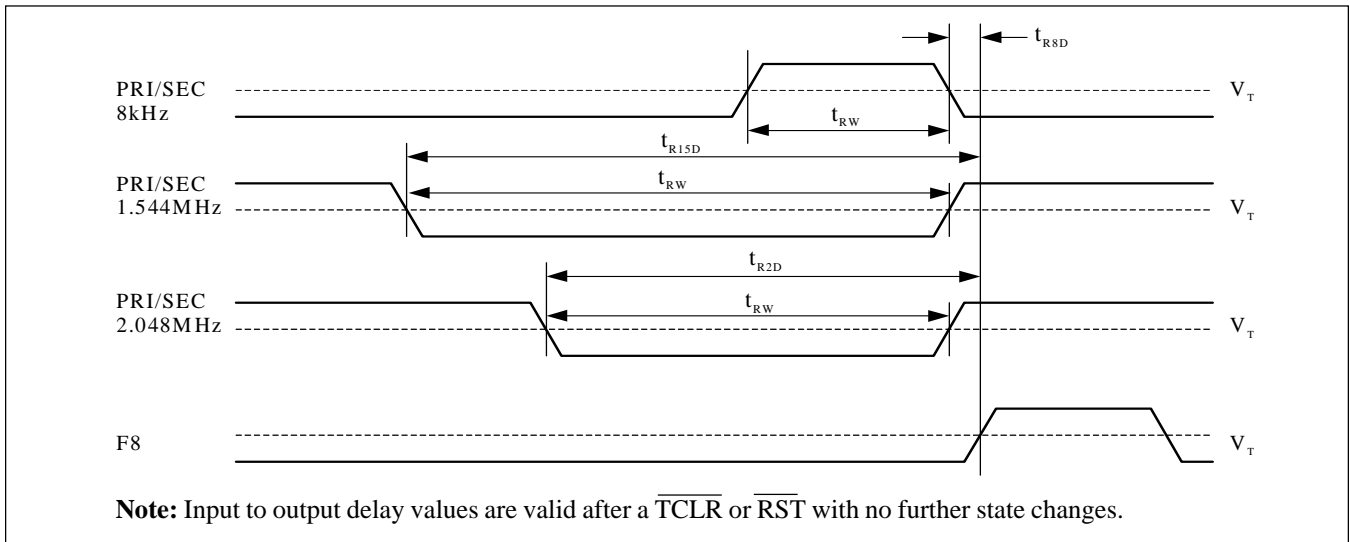 t_R8D
PRI/SEC
8kHz
V_T
t_RW
t_R15D
PRI/SEC
1.544MHz
t_RW
V_T
t_R2D
PRI/SEC
2.048MHz
t_RW
V_T
F8
V_T
Note: Input to output delay values are valid after a TCLR or RST with no further state changes.